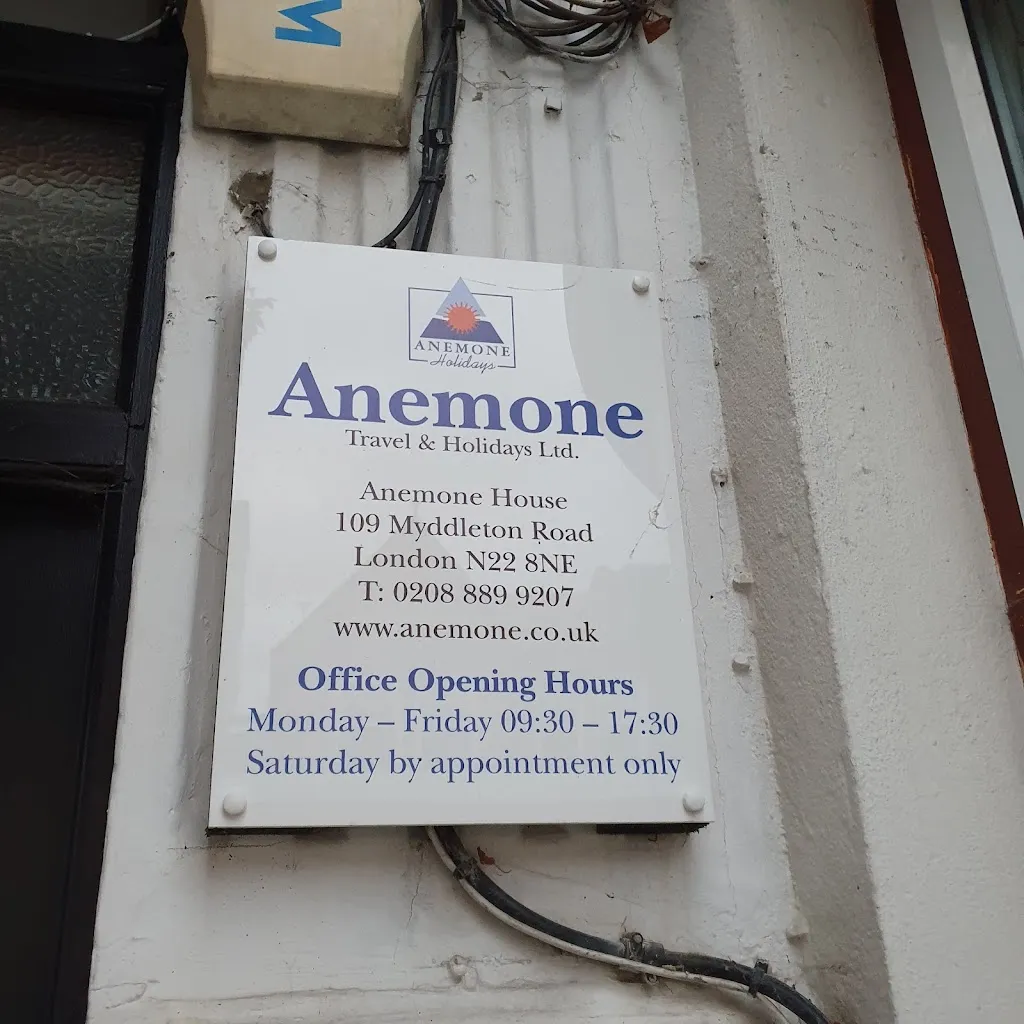 M
ANEMONE
Holidays
Anemone
Travel & Holidays Ltd.
Anemone House
109 Myddleton Road
London N22 8NE
T: 0208 889 9207
www.anemone.co.uk
Office Opening Hours
Monday – Friday 09:30 – 17:30
Saturday by appointment only